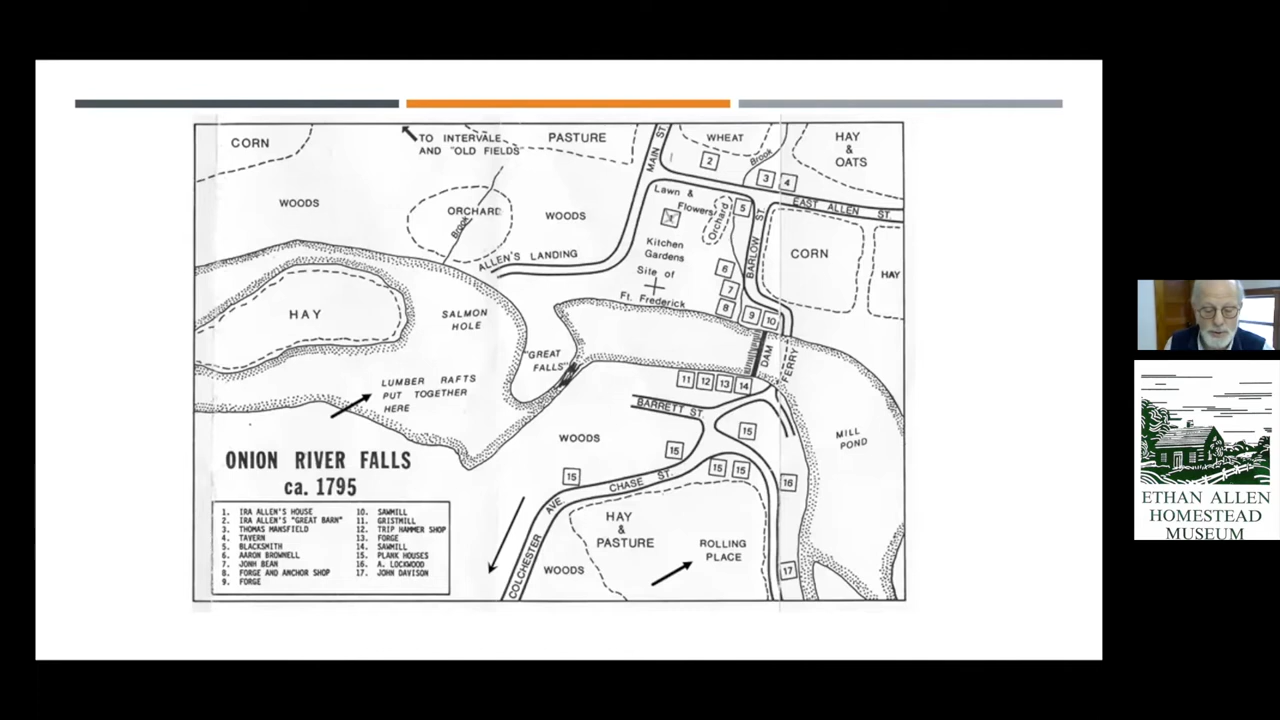 CORN
TO INTERVALE
AND "OLD FIELDS"
PASTURE
MAIN ST.
WHEAT
2
Brook
3
4
HAY
&
OATS
WOODS
ORCHARD
Brook
WOODS
ALLEN'S LANDING
Lawn &
Flowers
Orchard
5
EAST ALLEN ST.
BARLOW ST.
Kitchen
Gardens
Site of
Ft. Frederick
6
7
8
9
10
CORN
HAY
HAY
SALMON
HOLE
"GREAT
FALLS"
DAM
FERRY
LUMBER RAFTS
PUT TOGETHER
HERE
11
12
13
14
BARRETT ST.
MILL
POND
WOODS
15
15
15
15
15
16
17
CHASE ST.
COLCHESTER AVE.
HAY
&
PASTURE
ROLLING
PLACE
WOODS
ONION RIVER FALLS
ca. 1795
1. IRA ALLEN'S HOUSE
2. IRA ALLEN'S "GREAT BARN"
3. THOMAS MANSFIELD
4. TAVERN
5. BLACKSMITH
6. AARON BROWNELL
7. JOHN BEAN
8. FORGE AND ANCHOR SHOP
9. FORGE
10. SAWMILL
11. GRISTMILL
12. TRIP HAMMER SHOP
13. FORGE
14. SAWMILL
15. PLANK HOUSES
16. A. LOCKWOOD
17. JOHN DAVISON
ETHAN ALLEN
HOMESTEAD
MUSEUM